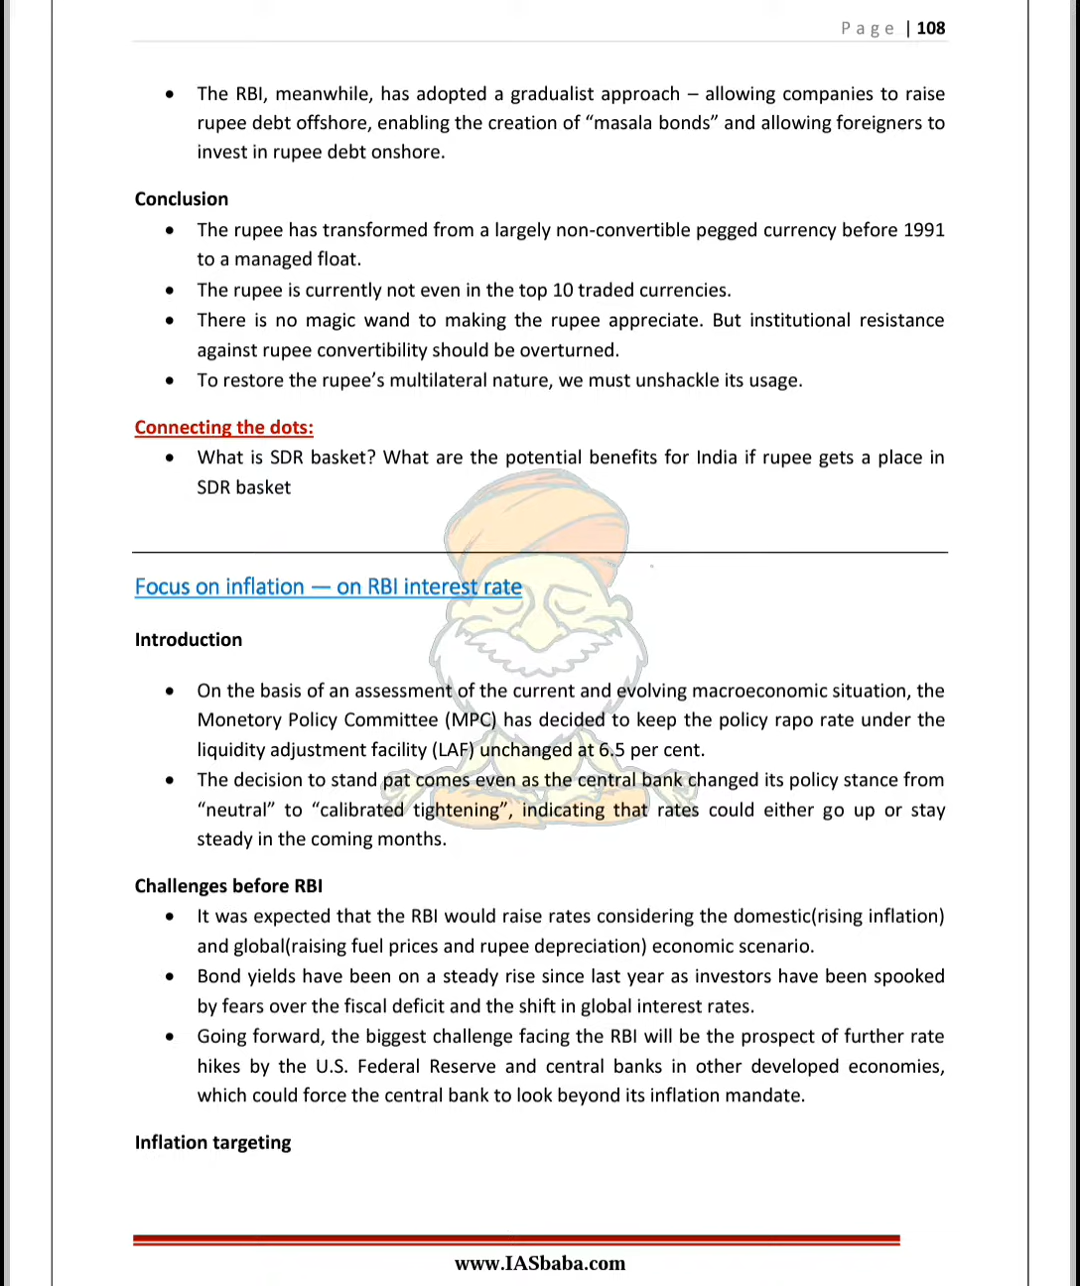 Page | 108
• The RBI, meanwhile, has adopted a gradualist approach – allowing companies to raise
rupee debt offshore, enabling the creation of “masala bonds” and allowing foreigners to
invest in rupee debt onshore.
Conclusion
• The rupee has transformed from a largely non-convertible pegged currency before 1991
to a managed float.
• The rupee is currently not even in the top 10 traded currencies.
• There is no magic wand to making the rupee appreciate. But institutional resistance
against rupee convertibility should be overturned.
• To restore the rupee’s multilateral nature, we must unshackle its usage.
Connecting the dots:
• What is SDR basket? What are the potential benefits for India if rupee gets a place in
SDR basket
Focus on inflation — on RBI interest rate
Introduction
• On the basis of an assessment of the current and evolving macroeconomic situation, the
Monetory Policy Committee (MPC) has decided to keep the policy rapo rate under the
liquidity adjustment facility (LAF) unchanged at 6.5 per cent.
• The decision to stand pat comes even as the central bank changed its policy stance from
“neutral” to “calibrated tightening”, indicating that rates could either go up or stay
steady in the coming months.
Challenges before RBI
• It was expected that the RBI would raise rates considering the domestic(rising inflation)
and global(raising fuel prices and rupee depreciation) economic scenario.
• Bond yields have been on a steady rise since last year as investors have been spooked
by fears over the fiscal deficit and the shift in global interest rates.
• Going forward, the biggest challenge facing the RBI will be the prospect of further rate
hikes by the U.S. Federal Reserve and central banks in other developed economies,
which could force the central bank to look beyond its inflation mandate.
Inflation targeting
www.IASbaba.com